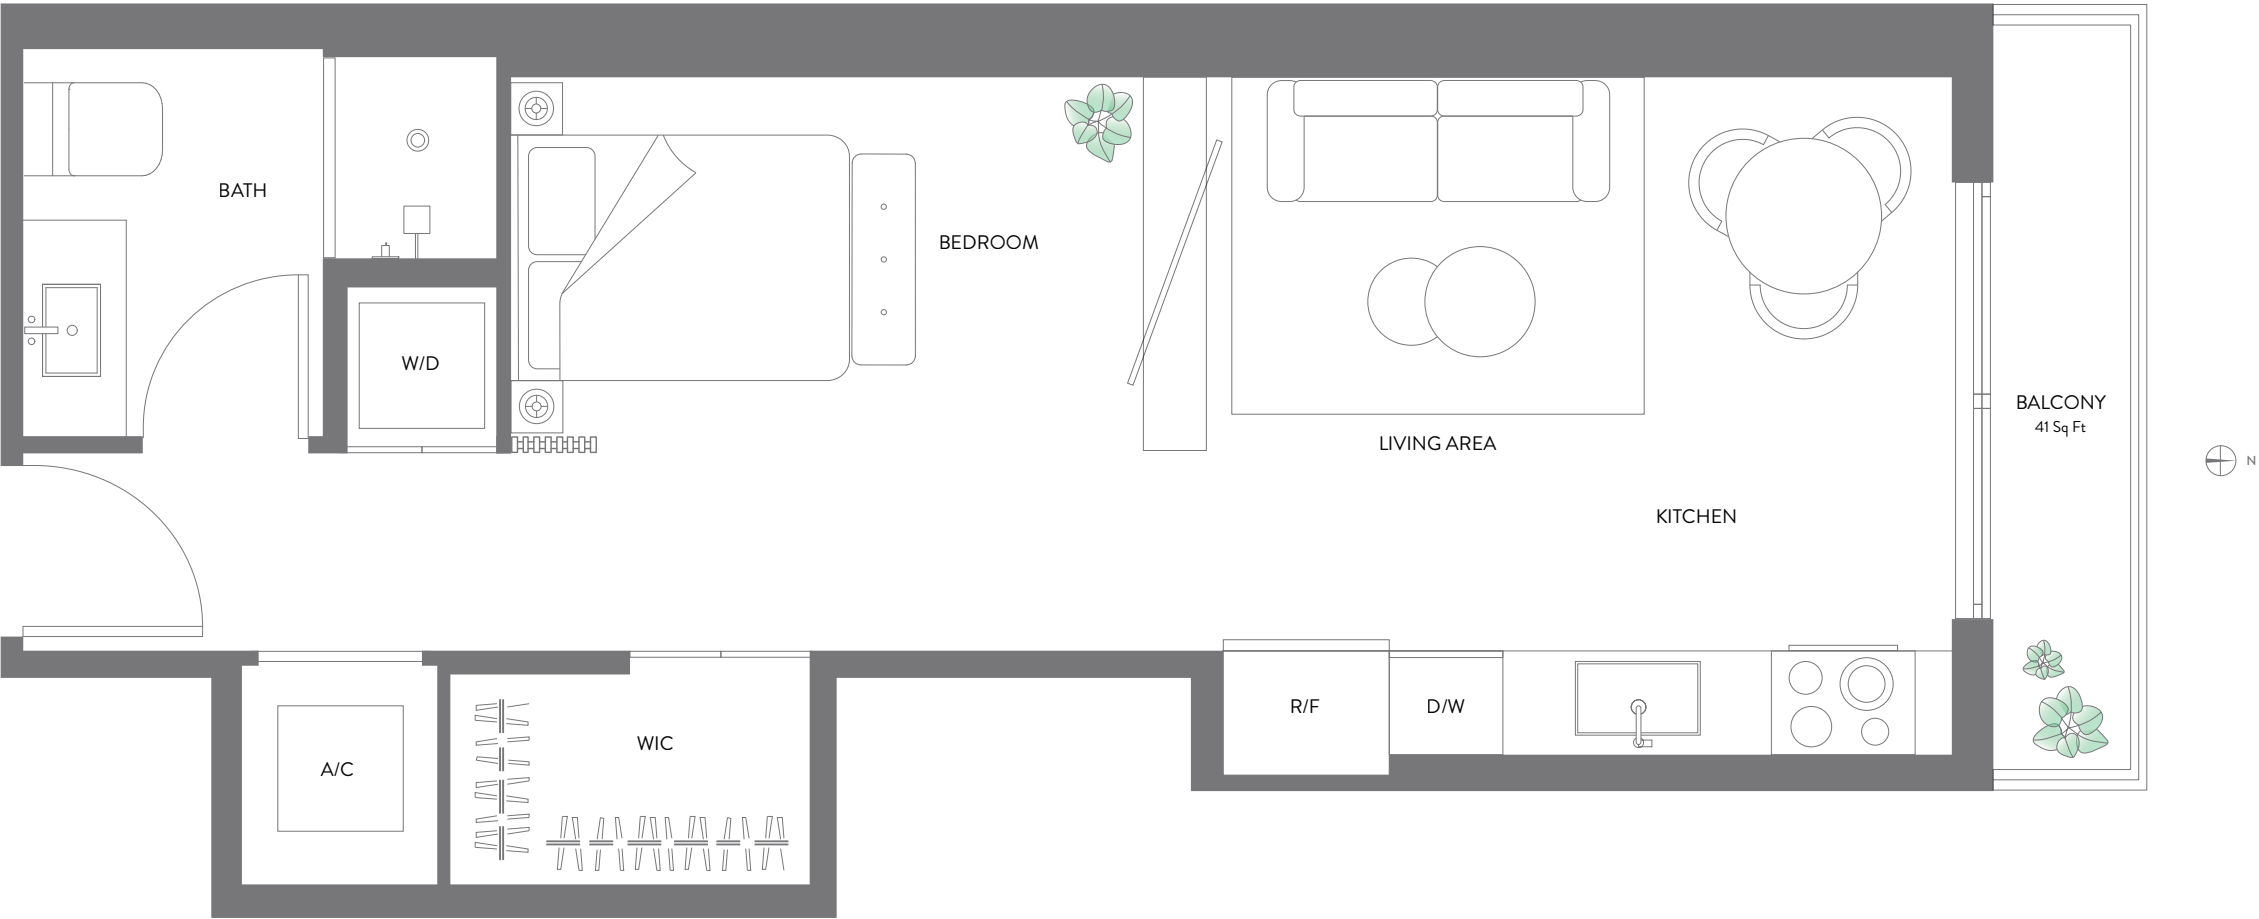 BATH
BEDROOM
W/D
BALCONY
41 Sq Ft
LIVING AREA
N
KITCHEN
R/F
D/W
WIC
A/C